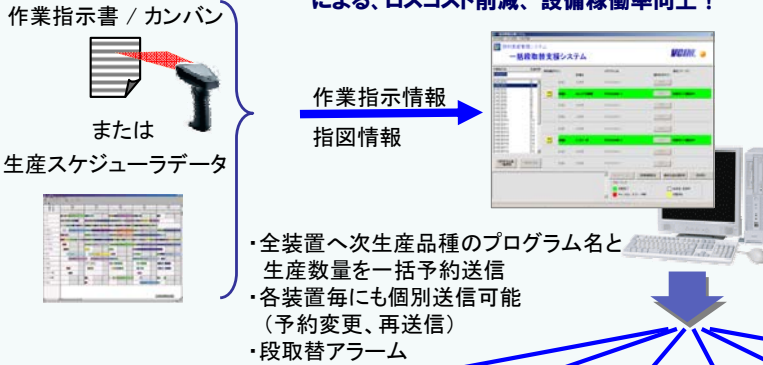 による、ロスコスト削減、設備稼働率向上！
作業指示書 / カンバン
または
生産スケジューラデータ
作業指示情報
指図情報
一括段取替支援システム
・全装置へ次生産品種のプログラム名と
生産数量を一括予約送信
・各装置毎にも個別送信可能
（予約変更、再送信）
・段取替アラーム